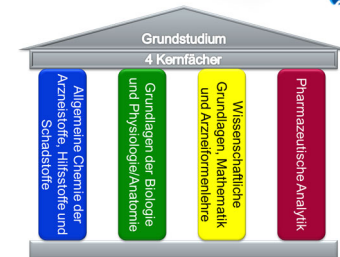 Grundstudium
4 Kernfächer
Allgemeine Chemie der
Arzneistoffe, Hilfsstoffe und
Schadstoffe
Grundlagen der Biologie
und Physiologie/Anatomie
Wissenschaftliche
Grundlagen, Mathematik
und Arzneiformenlehre
Pharmazeutische Analytik